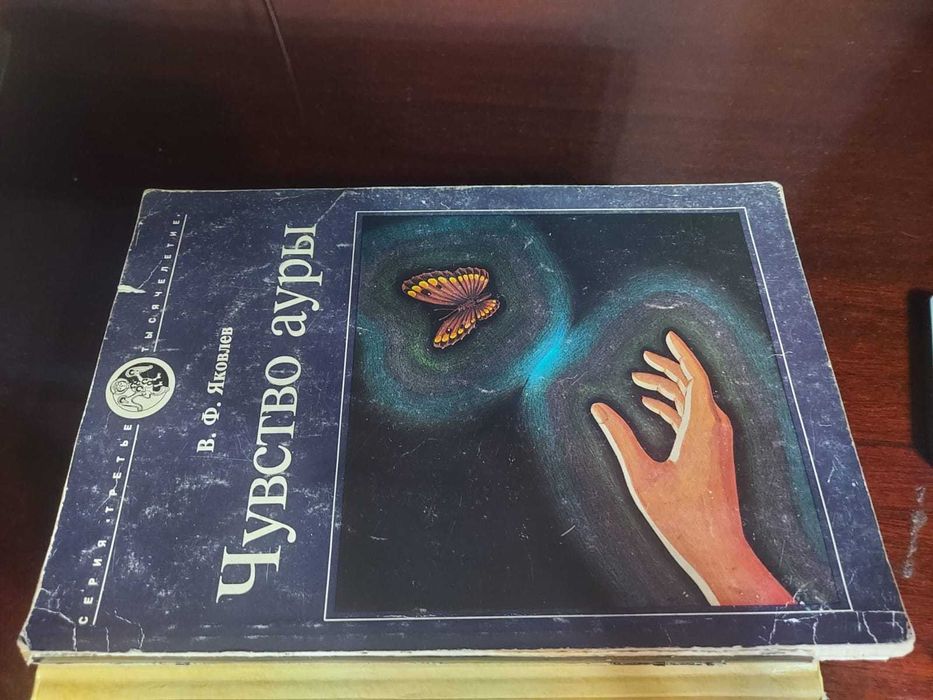 СЕРИЯ «ТРЕТЬЕ ТЫСЯЧЕЛЕТИЕ»
В. Ф. Яковлев
Чувство ауры